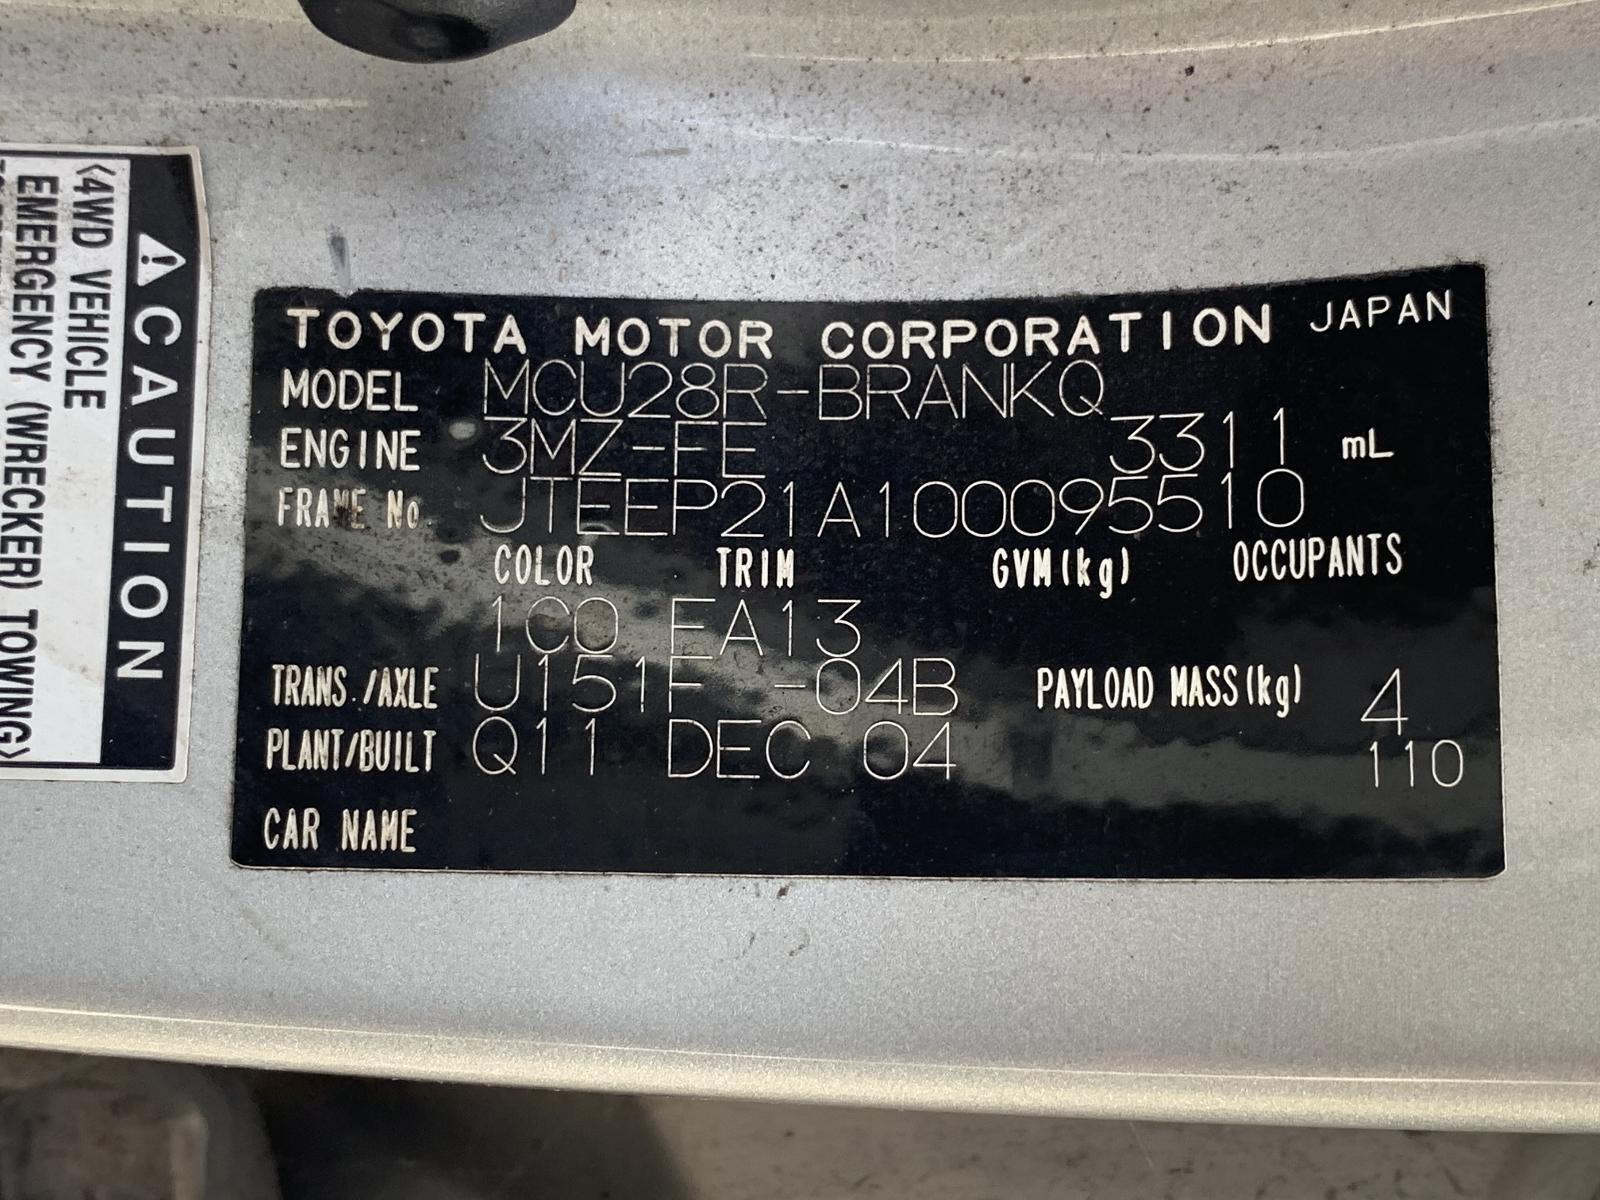 ⚠CAUTION
<4WD VEHICLE
EMERGENCY (WRECKER) TOWING>
TOYOTA MOTOR CORPORATION JAPAN
MODEL MCU28R-BRANKQ
ENGINE 3MZ-FE 3311 mL
FRAME No. JTEEP21A100095510
COLOR TRIM GVM(kg) OCCUPANTS
1C0 FA13
TRANS./AXLE U151F -04B PAYLOAD MASS(kg) 4
PLANT/BUILT Q11 DEC 04 110
CAR NAME